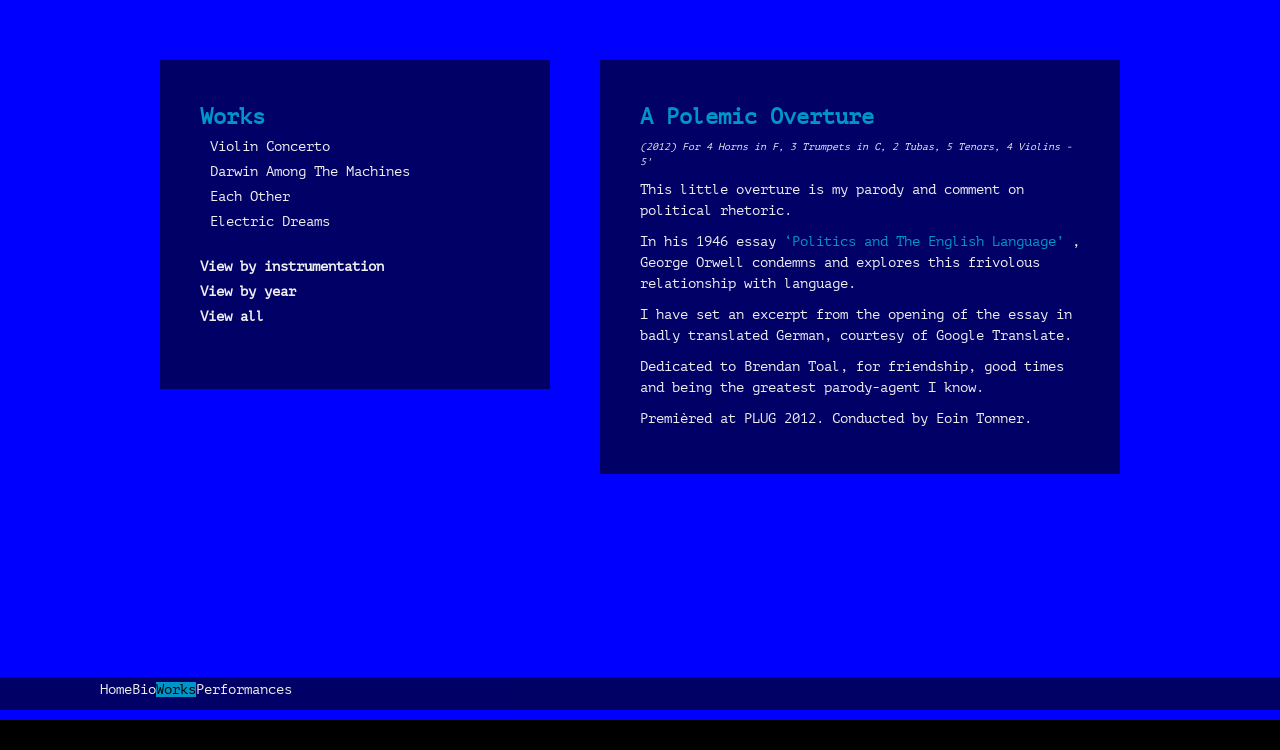 Works
Violin Concerto
Darwin Among The Machines
Each Other
Electric Dreams
View by instrumentation
View by year
View all
A Polemic Overture
(2012) For 4 Horns in F, 3 Trumpets in C, 2 Tubas, 5 Tenors, 4 Violins -
5'
This little overture is my parody and comment on
political rhetoric.
In his 1946 essay ‘Politics and The English Language’ ,
George Orwell condemns and explores this frivolous
relationship with language.
I have set an excerpt from the opening of the essay in
badly translated German, courtesy of Google Translate.
Dedicated to Brendan Toal, for friendship, good times
and being the greatest parody-agent I know.
Premièred at PLUG 2012. Conducted by Eoin Tonner.
HomeBioWorksPerformances